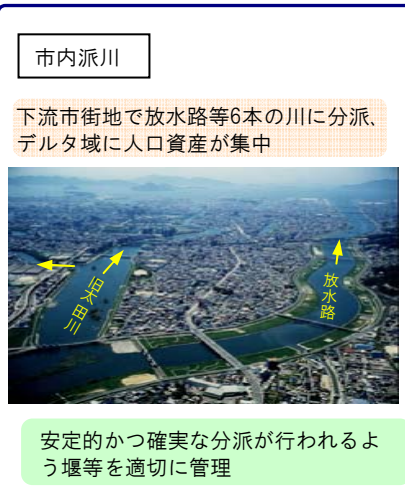 市内派川
下流市街地で放水路等6本の川に分派、
デルタ域に人口資産が集中
旧太田川
放水路
安定的かつ確実な分派が行われるよ
う堰等を適切に管理